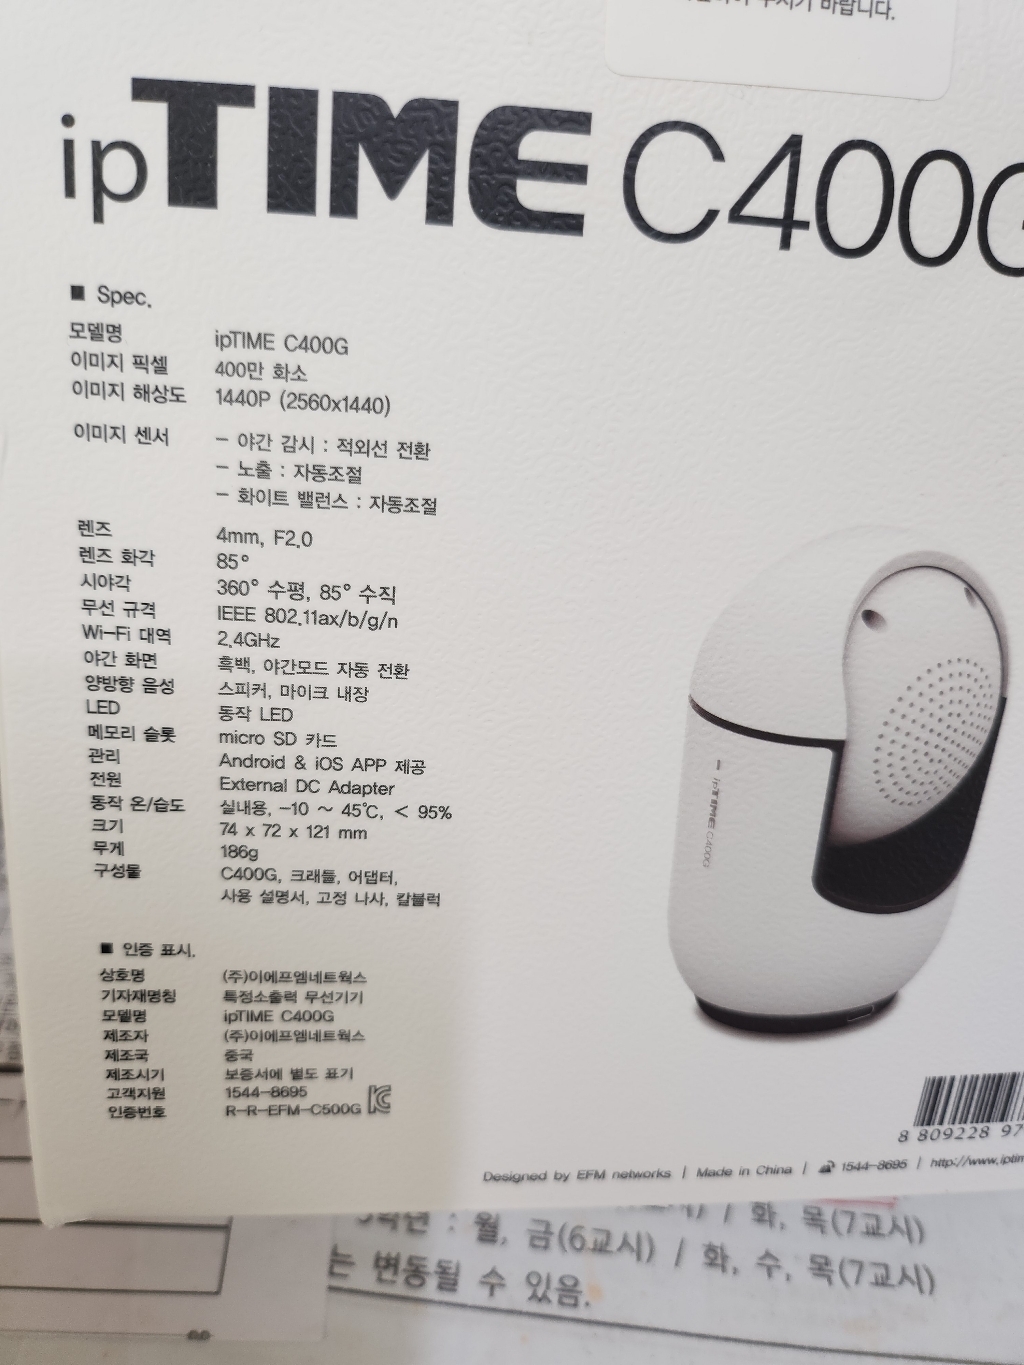 바랍니다.
ipTIME C400G
■ Spec.
모델명 ipTIME C400G
이미지 픽셀 400만 화소
이미지 해상도 1440P (2560x1440)
이미지 센서 - 야간 감시 : 적외선 전환
- 노출 : 자동조절
- 화이트 밸런스 : 자동조절
렌즈 4mm, F2.0
렌즈 화각 85°
시야각 360° 수평, 85° 수직
무선 규격 IEEE 802.11ax/b/g/n
Wi-Fi 대역 2.4GHz
야간 화면 흑백, 야간모드 자동 전환
양방향 음성 스피커, 마이크 내장
LED 동작 LED
메모리 슬롯 micro SD 카드
관리 Android & iOS APP 제공
전원 External DC Adapter
동작 온/습도 실내용, -10 ~ 45℃, < 95%
크기 74 x 72 x 121 mm
무게 186g
구성물 C400G, 크래들, 어댑터,
사용 설명서, 고정 나사, 칼블럭
ipTIME C400G
■ 인증 표시.
상호명 (주)이에프엠네트웍스
기자재명칭 특정소출력 무선기기
모델명 ipTIME C400G
제조자 (주)이에프엠네트웍스
제조국 중국
제조시기 보증서에 별도 표기
고객지원 1544-8695
인증번호 R-R-EFM-C500G
8 809228 97
Designed by EFM networks | Made in China | 1544-8695 | http://www.iptim
: 월, 금(6교시) / 화, 목(7교시)
는 변동될 수 있음. / 화, 수, 목(7교시)